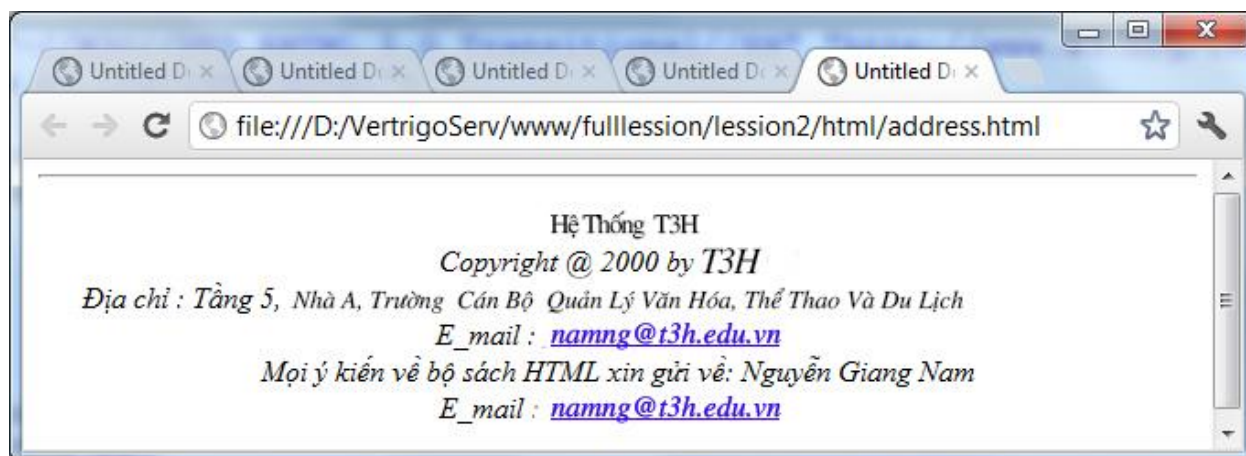 Untitled D
Untitled D
Untitled D
Untitled D
Untitled D
file:///D:/VertrigoServ/www/fulllession/lession2/html/address.html
Hệ Thống T3H
Copyright @ 2000 by T3H
Địa chỉ : Tầng 5, Nhà A, Trường Cán Bộ Quản Lý Văn Hóa, Thể Thao Và Du Lịch
E_mail : namng@t3h.edu.vn
Mọi ý kiến về bộ sách HTML xin gửi về: Nguyễn Giang Nam
E_mail : namng@t3h.edu.vn